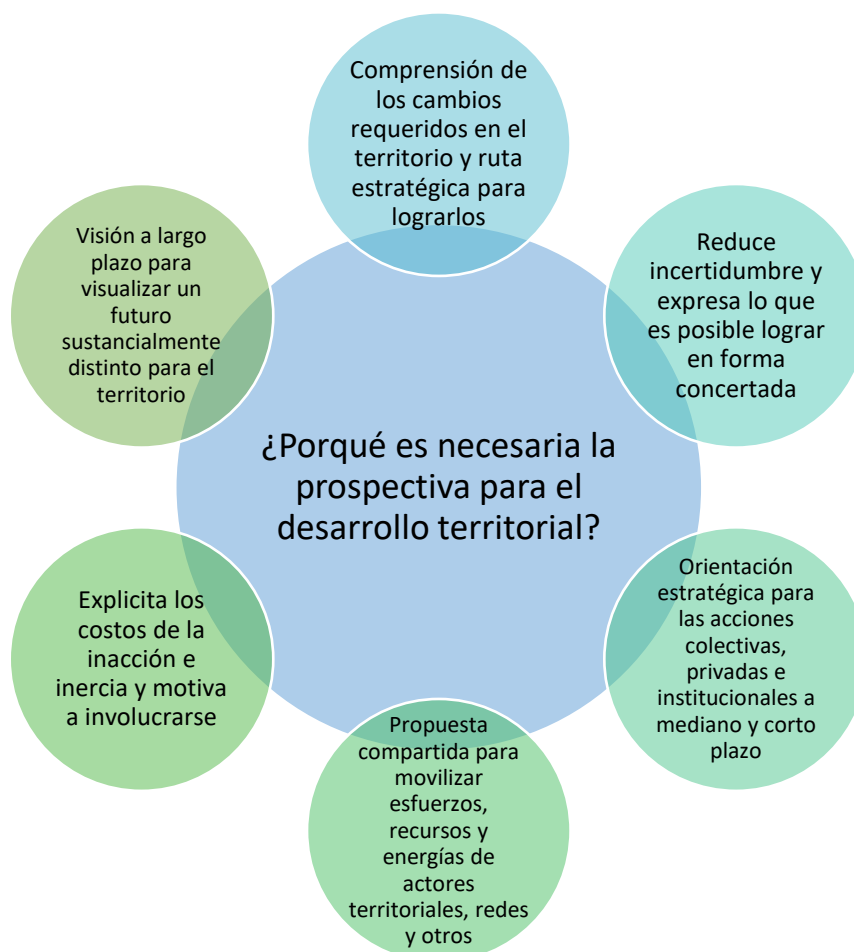 Comprensión de
los cambios
requeridos en el
territorio y ruta
estratégica para
lograrlos
Reduce
incertidumbre y
expresa lo que
es posible lograr
en forma
concertada
Orientación
estratégica para
las acciones
colectivas,
privadas e
institucionales a
mediano y corto
plazo
Propuesta
compartida para
movilizar
esfuerzos,
recursos y
energías de
actores
territoriales, redes
y otros
Explicita los
costos de la
inacción e
inercia y motiva
a involucrarse
Visión a largo
plazo para
visualizar un
futuro
sustancialmente
distinto para el
territorio
¿Porqué es necesaria la
prospectiva para el
desarrollo territorial?